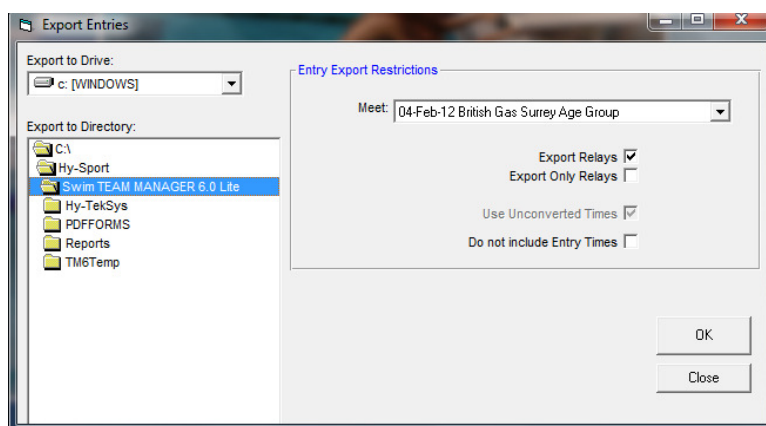 Export Entries
Export to Drive:
c: [WINDOWS]
Export to Directory:
C:\
Hy-Sport
Swim TEAM MANAGER 6.0 Lite
Hy-TekSys
PDFFORMS
Reports
TM6Temp
Entry Export Restrictions
Meet: 04-Feb-12 British Gas Surrey Age Group
Export Relays
Export Only Relays
Use Unconverted Times
Do not include Entry Times
OK
Close